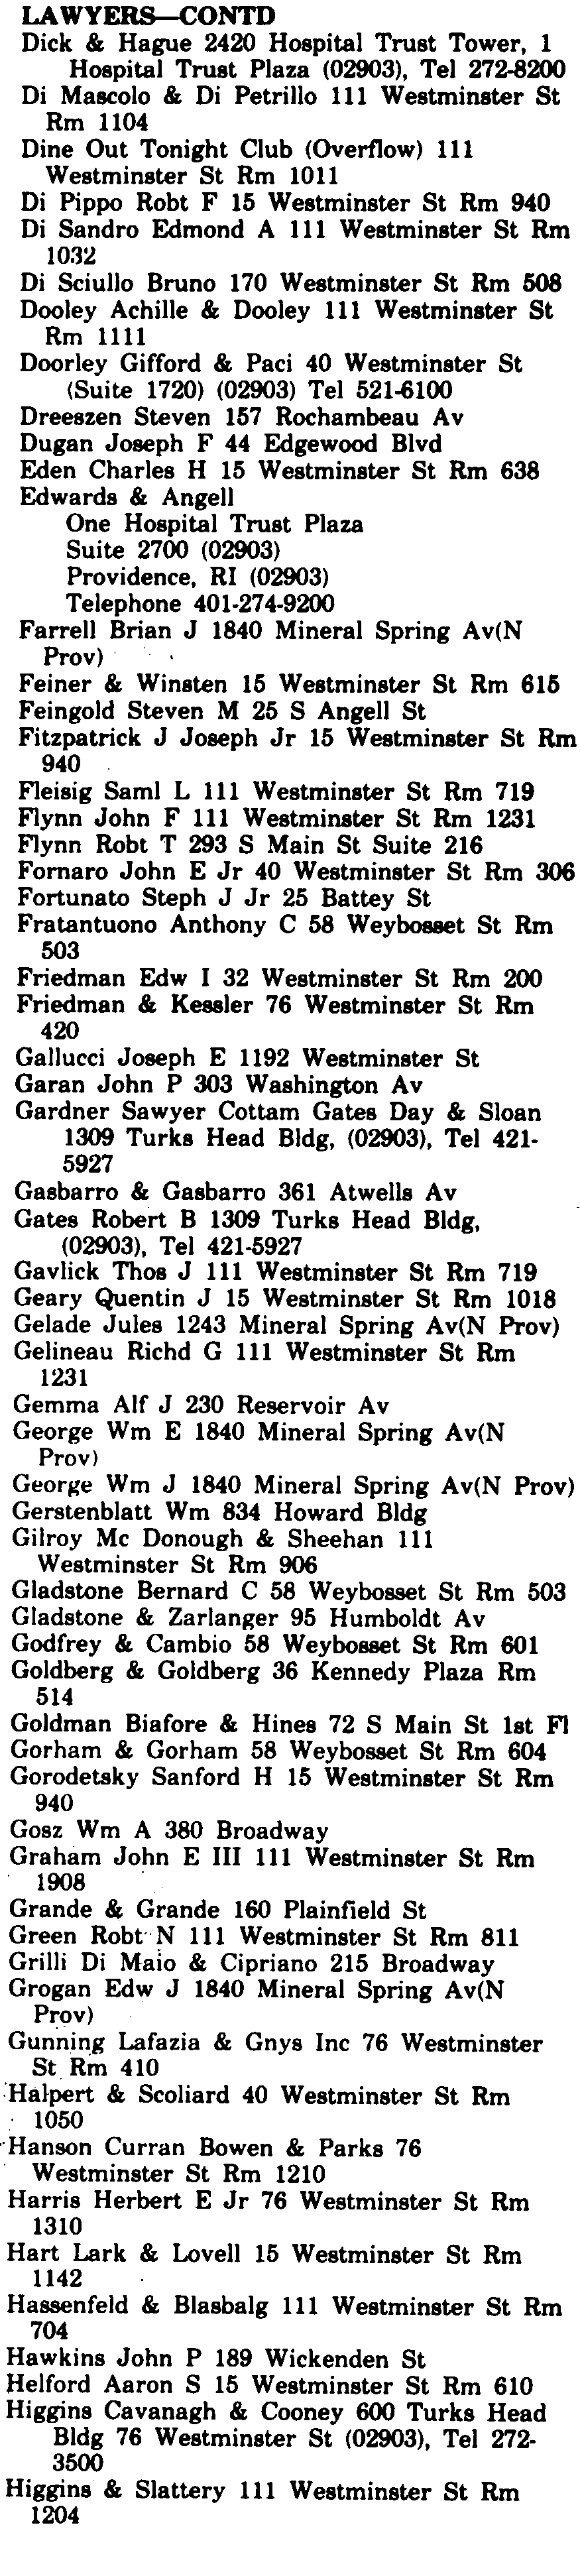 LAWYERS—CONTD
Dick & Hague 2420 Hospital Trust Tower, 1
Hospital Trust Plaza (02903), Tel 272-8200
Di Mascolo & Di Petrillo 111 Westminster St
Rm 1104
Dine Out Tonight Club (Overflow) 111
Westminster St Rm 1011
Di Pippo Robt F 15 Westminster St Rm 940
Di Sandro Edmond A 111 Westminster St Rm
1032
Di Sciullo Bruno 170 Westminster St Rm 508
Dooley Achille & Dooley 111 Westminster St
Rm 1111
Doorley Gifford & Paci 40 Westminster St
(Suite 1720) (02903) Tel 521-6100
Dreeszen Steven 157 Rochambeau Av
Dugan Joseph F 44 Edgewood Blvd
Eden Charles H 15 Westminster St Rm 638
Edwards & Angell
One Hospital Trust Plaza
Suite 2700 (02903)
Providence, RI (02903)
Telephone 401-274-9200
Farrell Brian J 1840 Mineral Spring Av(N
Prov)
Feiner & Winsten 15 Westminster St Rm 615
Feingold Steven M 25 S Angell St
Fitzpatrick J Joseph Jr 15 Westminster St Rm
940
Fleisig Saml L 111 Westminster St Rm 719
Flynn John F 111 Westminster St Rm 1231
Flynn Robt T 293 S Main St Suite 216
Fornaro John E Jr 40 Westminster St Rm 306
Fortunato Steph J Jr 25 Battey St
Fratantuono Anthony C 58 Weybosset St Rm
503
Friedman Edw I 32 Westminster St Rm 200
Friedman & Kessler 76 Westminster St Rm
420
Gallucci Joseph E 1192 Westminster St
Garan John P 303 Washington Av
Gardner Sawyer Cottam Gates Day & Sloan
1309 Turks Head Bldg, (02903), Tel 421-
5927
Gasbarro & Gasbarro 361 Atwells Av
Gates Robert B 1309 Turks Head Bldg,
(02903), Tel 421-5927
Gavlick Thos J 111 Westminster St Rm 719
Geary Quentin J 15 Westminster St Rm 1018
Gelade Jules 1243 Mineral Spring Av(N Prov)
Gelineau Richd G 111 Westminster St Rm
1231
Gemma Alf J 230 Reservoir Av
George Wm E 1840 Mineral Spring Av(N
Prov)
George Wm J 1840 Mineral Spring Av(N Prov)
Gerstenblatt Wm 834 Howard Bldg
Gilroy Mc Donough & Sheehan 111
Westminster St Rm 906
Gladstone Bernard C 58 Weybosset St Rm 503
Gladstone & Zarlanger 95 Humboldt Av
Godfrey & Cambio 58 Weybosset St Rm 601
Goldberg & Goldberg 36 Kennedy Plaza Rm
514
Goldman Biafore & Hines 72 S Main St 1st Fl
Gorham & Gorham 58 Weybosset St Rm 604
Gorodetsky Sanford H 15 Westminster St Rm
940
Gosz Wm A 380 Broadway
Graham John E III 111 Westminster St Rm
1908
Grande & Grande 160 Plainfield St
Green Robt N 111 Westminster St Rm 811
Grilli Di Maio & Cipriano 215 Broadway
Grogan Edw J 1840 Mineral Spring Av(N
Prov)
Gunning Lafazia & Gnys Inc 76 Westminster
St Rm 410
Halpert & Scoliard 40 Westminster St Rm
1050
Hanson Curran Bowen & Parks 76
Westminster St Rm 1210
Harris Herbert E Jr 76 Westminster St Rm
1310
Hart Lark & Lovell 15 Westminster St Rm
1142
Hassenfeld & Blasbalg 111 Westminster St Rm
704
Hawkins John P 189 Wickenden St
Helford Aaron S 15 Westminster St Rm 610
Higgins Cavanagh & Cooney 600 Turks Head
Bldg 76 Westminster St (02903), Tel 272-
3500
Higgins & Slattery 111 Westminster St Rm
1204